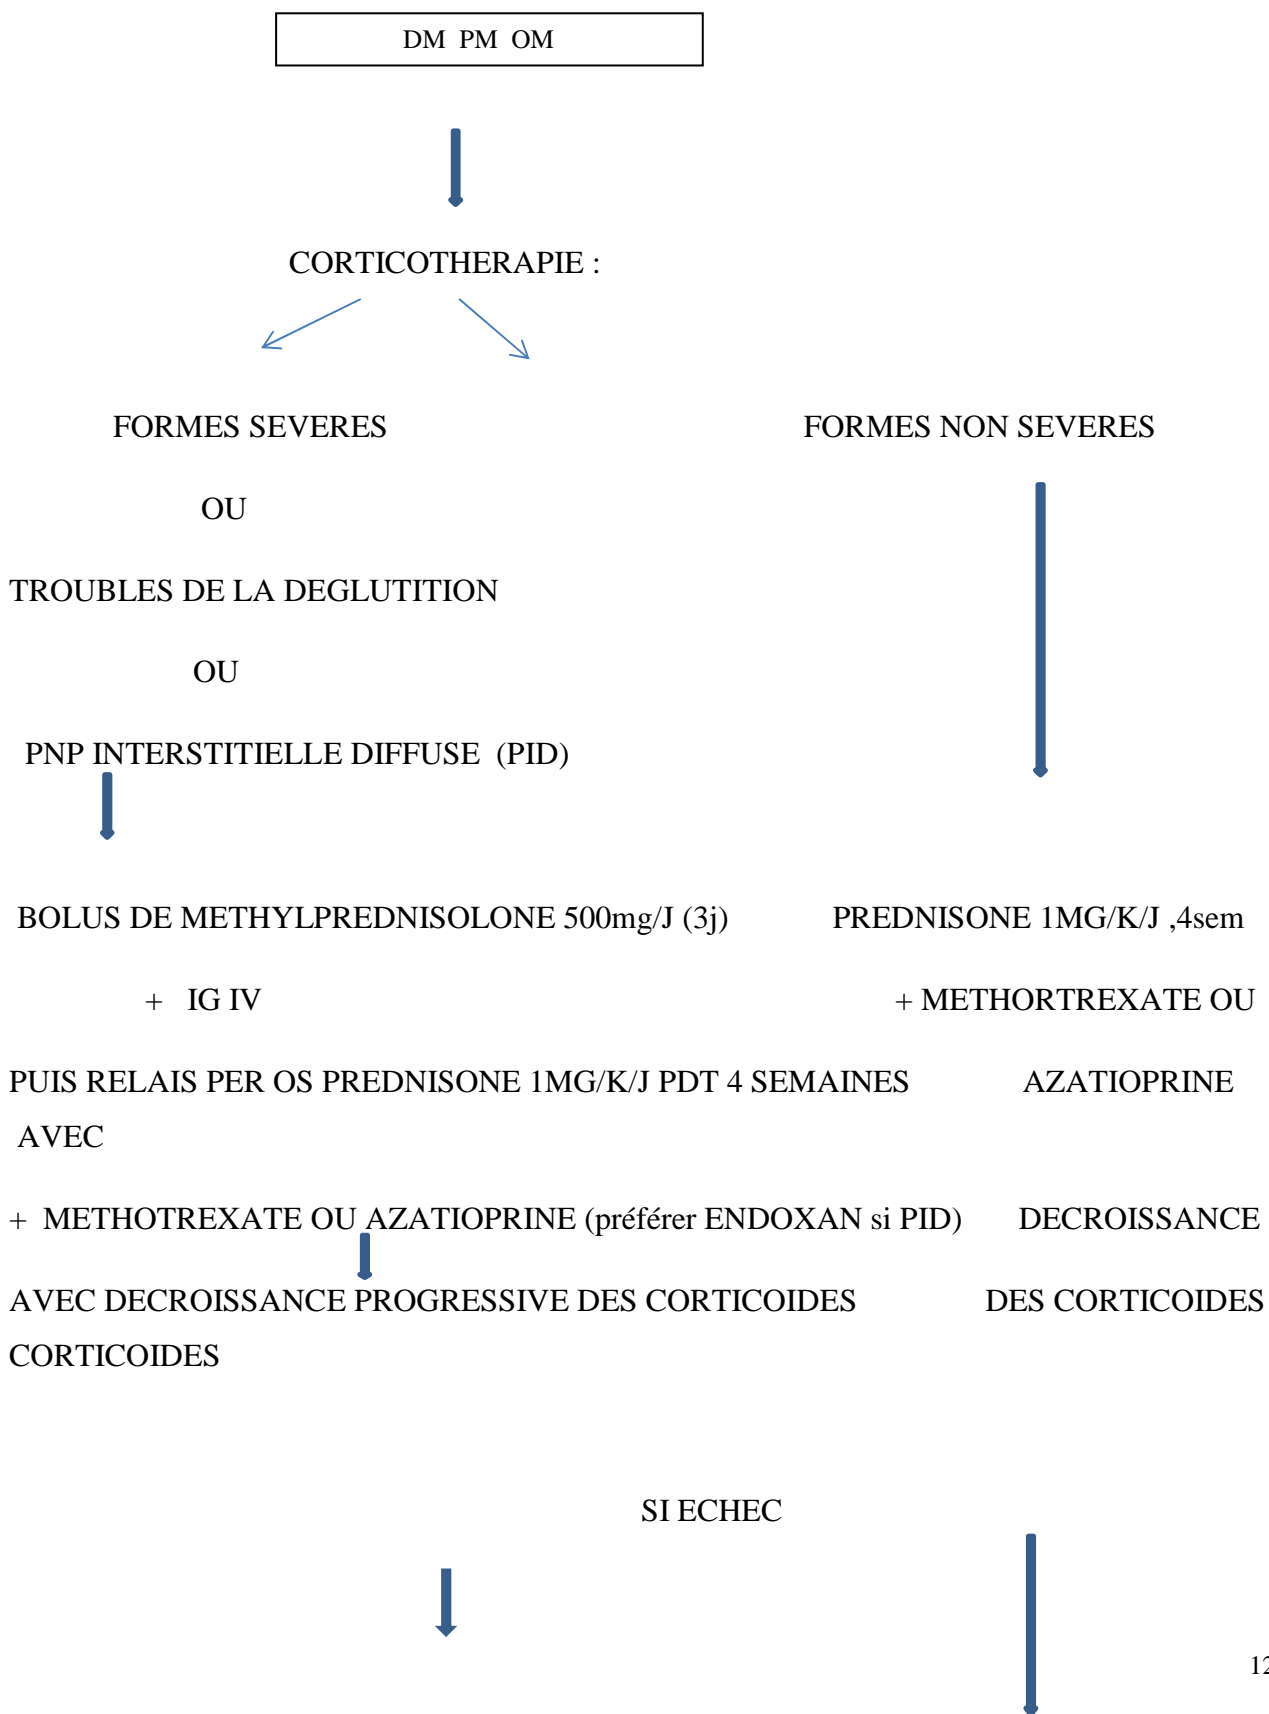 DM PM OM
CORTICOTHERAPIE :
FORMES SEVERES FORMES NON SEVERES
OU
TROUBLES DE LA DEGLUTITION
OU
PNP INTERSTITIELLE DIFFUSE (PID)
BOLUS DE METHYLPREDNISOLONE 500mg/J (3j) PREDNISONE 1MG/K/J ,4sem
+ IG IV + METHORTREXATE OU
PUIS RELAIS PER OS PREDNISONE 1MG/K/J PDT 4 SEMAINES AZATIOPRINE
AVEC
+ METHOTREXATE OU AZATIOPRINE (préférer ENDOXAN si PID) DECROISSANCE
AVEC DECROISSANCE PROGRESSIVE DES CORTICOIDES DES CORTICOIDES
CORTICOIDES
SI ECHEC
12